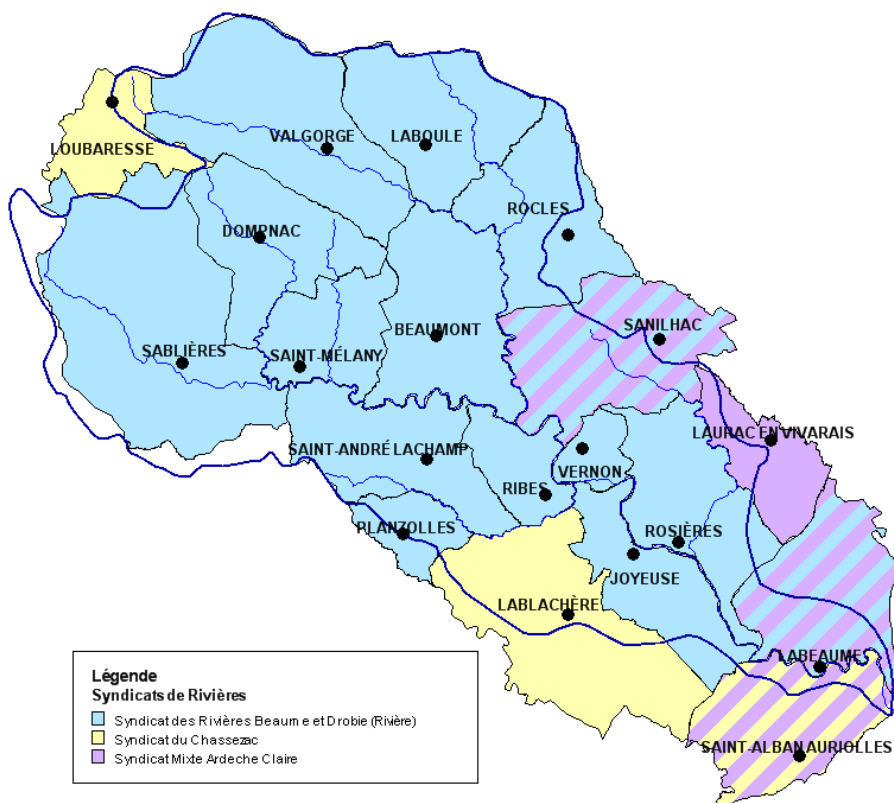 LOUBARESSE
VALGORGE
LABOULE
ROCLES
DOMPNAC
SANILHAC
BEAUMONT
SABLIÈRES
SAINT-MÉLANY
LAURAC EN VIVARAIS
SAINT-ANDRÉ LACHAMP
VERNON
RIBES
PLANZOLLES
ROSIÈRES
JOYEUSE
LABLACHÈRE
LABEAUME
SAINT-ALBAN AURIOLLES
Légende
Syndicats de Rivières
Syndicat des Rivières Beaume et Drobie (Rivière)
Syndicat du Chassezac
Syndicat Mixte Ardeche Claire